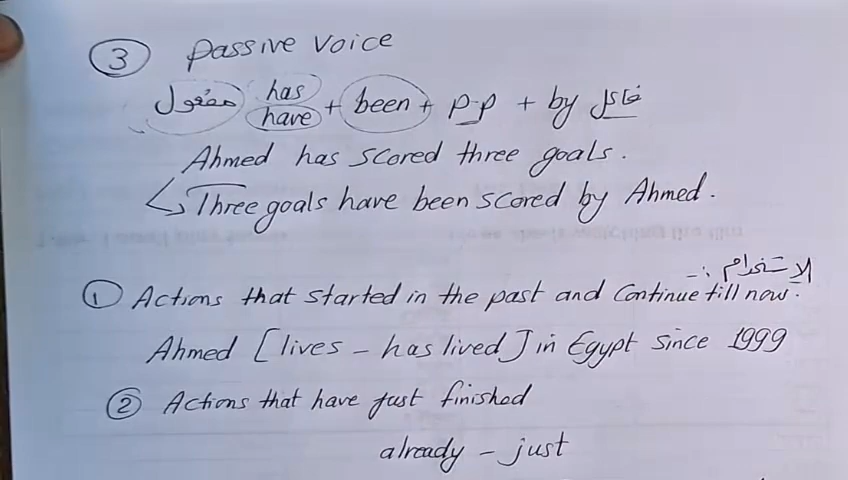 ③ Passive Voice
مفعول has / have + been + p.p + by فاعل
Ahmed has scored three goals.
↳ Three goals have been scored by Ahmed.
الاستخدام :-
① Actions that started in the past and Continue till now.
Ahmed [lives - has lived] in Egypt since 1999
② Actions that have just finished
already - just